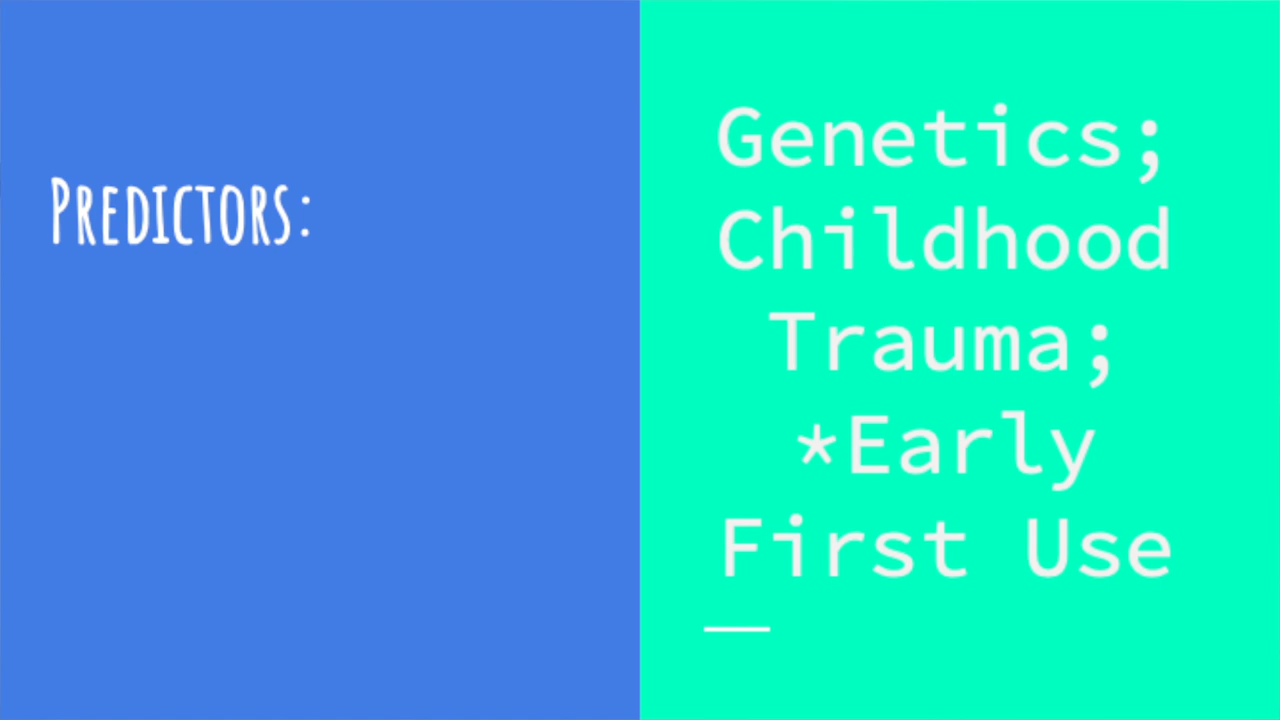 Predictors:
Genetics;
Childhood
Trauma;
*Early
First Use